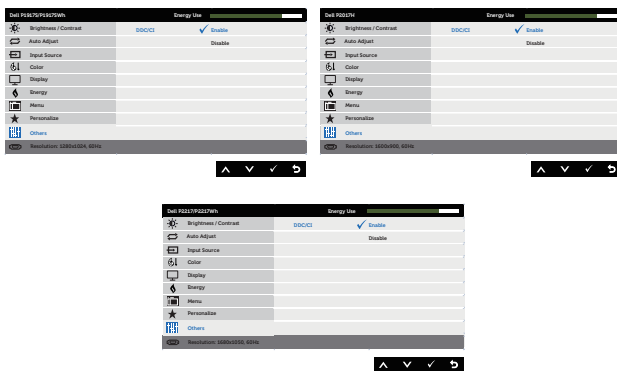 Dell P1917S/P1917SWh Energy Use
Brightness / Contrast DDC/CI Enable
Auto Adjust Disable
Input Source
Color
Display
Energy
Menu
Personalize
Others
Resolution: 1280x1024, 60Hz
Dell P2017H Energy Use
Brightness / Contrast DDC/CI Enable
Auto Adjust Disable
Input Source
Color
Display
Energy
Menu
Personalize
Others
Resolution: 1600x900, 60Hz
Dell P2217/P2217Wh Energy Use
Brightness / Contrast DDC/CI Enable
Auto Adjust Disable
Input Source
Color
Display
Energy
Menu
Personalize
Others
Resolution: 1680x1050, 60Hz